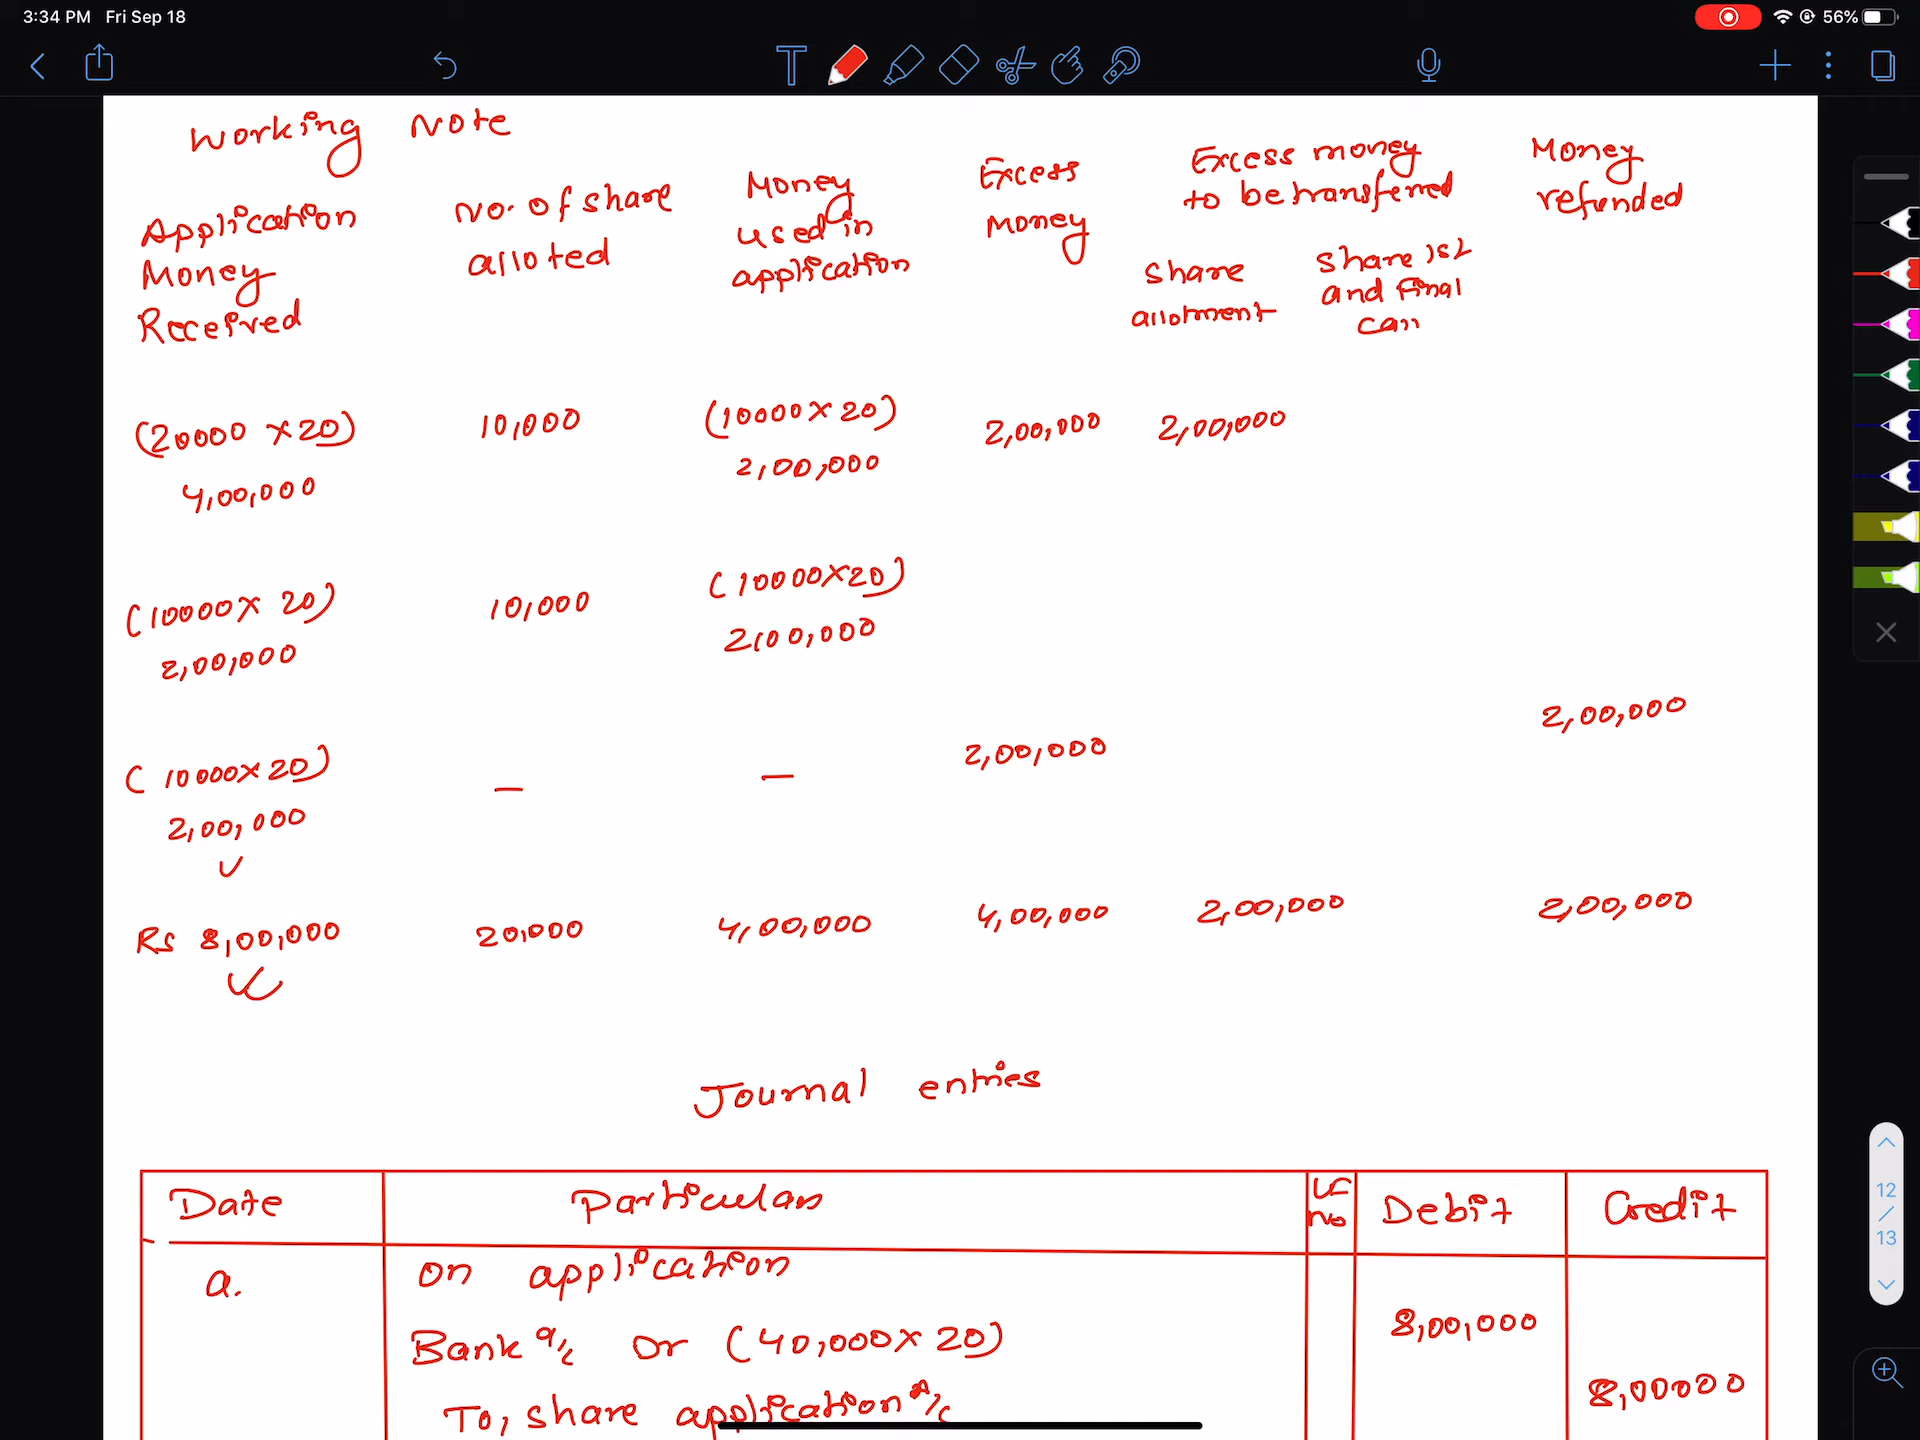 3:34 PM Fri Sep 18
56%
Working Note
Application Money Received
No. of share alloted
Money used in application
Excess Money
Excess money to be transferred
Share allotment
Share 1st and final call
Money refunded
(20000 × 20)
4,00,000
10,000
(10000 × 20)
2,00,000
2,00,000
2,00,000
(10000 × 20)
2,00,000
10,000
(10000 × 20)
2,00,000
(10000 × 20)
2,00,000
—
—
2,00,000
2,00,000
Rs 8,00,000
20,000
4,00,000
4,00,000
2,00,000
2,00,000
Journal entries
Date
Particulars
LF no
Debit
Credit
a.
on application
Bank a/c Dr (40,000 × 20)
8,00,000
To, share application a/c
8,00000
12
/
13